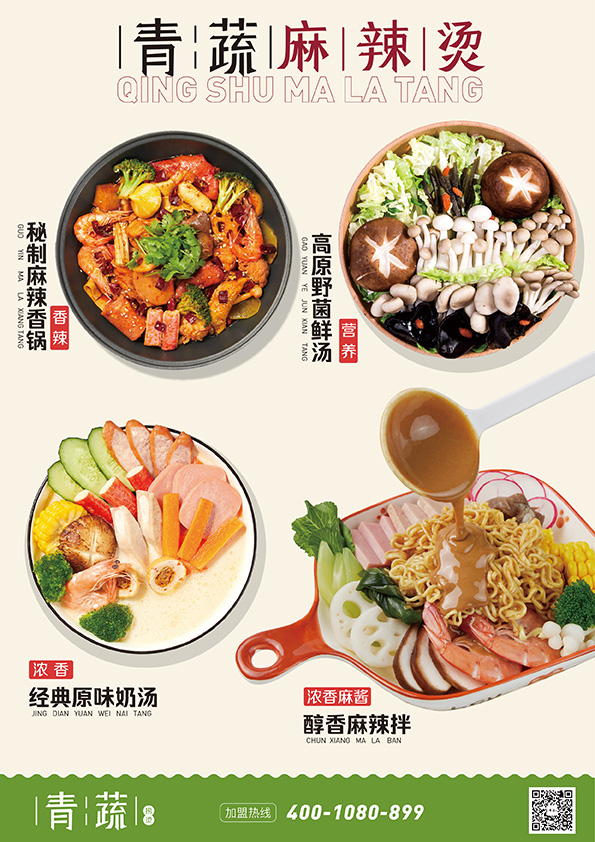 青蔬麻辣烫
QING SHU MA LA TANG
秘制麻辣香锅
GUO YIN MA LA XIANG TANG
香辣
高原野菌鲜汤
GAO YUAN YE JUN XIAN TANG
营养
浓香
经典原味奶汤
JING DIAN YUAN WEI NAI TANG
浓香麻酱
醇香麻辣拌
CHUN XIANG MA LA BAN
青蔬
加盟热线 400-1080-899